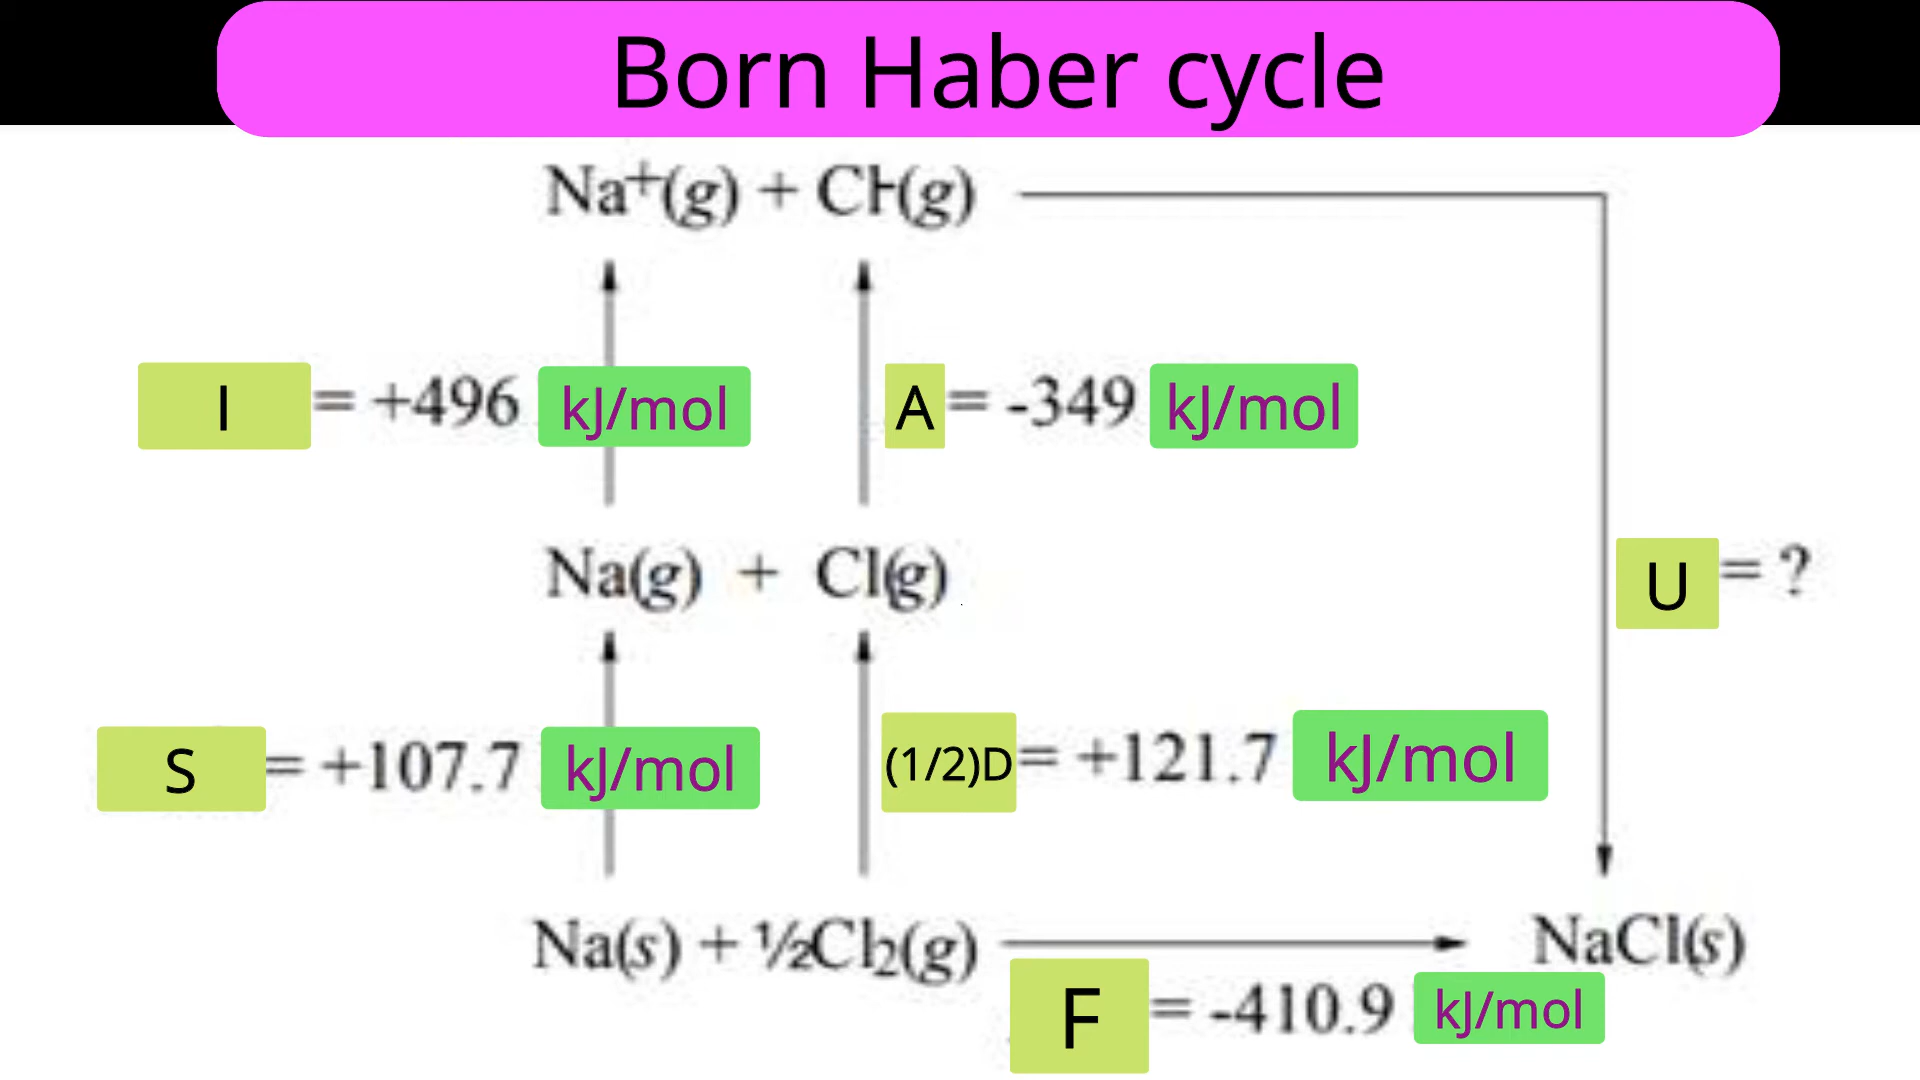 Born Haber cycle
Na⁺(g) + Cl⁻(g)
I = +496 kJ/mol A = -349 kJ/mol
Na(g) + Cl(g)
U = ?
S = +107.7 kJ/mol (1/2)D = +121.7 kJ/mol
Na(s) + ½Cl₂(g) NaCl(s)
F = -410.9 kJ/mol